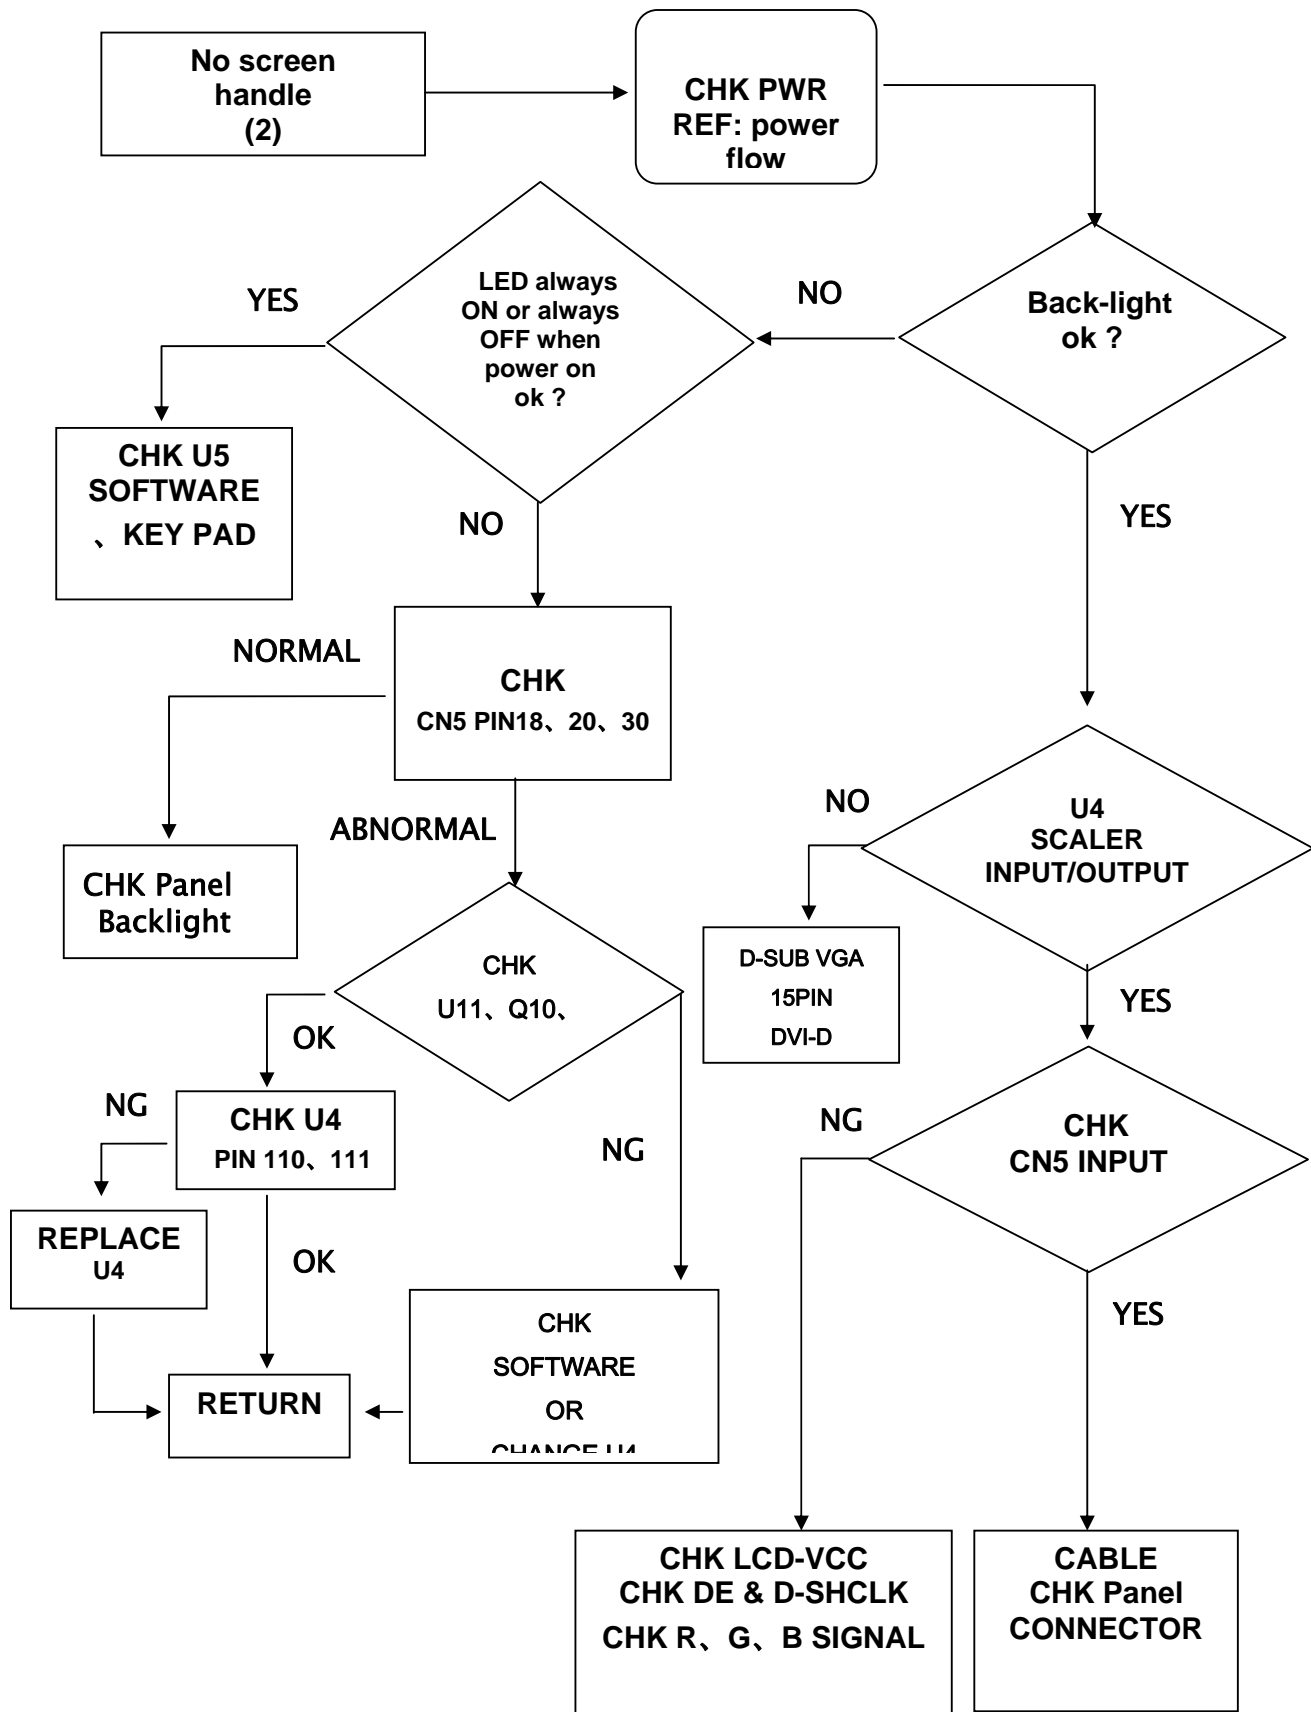 No screen
handle
(2)
CHK PWR
REF: power
flow
LED always
ON or always
OFF when
power on
ok ?
YES
NO
Back-light
ok ?
CHK U5
SOFTWARE
、KEY PAD
NO
YES
NORMAL
CHK
CN5 PIN18、20、30
ABNORMAL
NO
U4
SCALER
INPUT/OUTPUT
CHK Panel
Backlight
CHK
U11、Q10、
D-SUB VGA
15PIN
DVI-D
YES
OK
NG
CHK U4
PIN 110、111
NG
NG
CHK
CN5 INPUT
REPLACE
U4
OK
YES
CHK
SOFTWARE
OR
CHANGE U4
RETURN
CHK LCD-VCC
CHK DE & D-SHCLK
CHK R、G、B SIGNAL
CABLE
CHK Panel
CONNECTOR